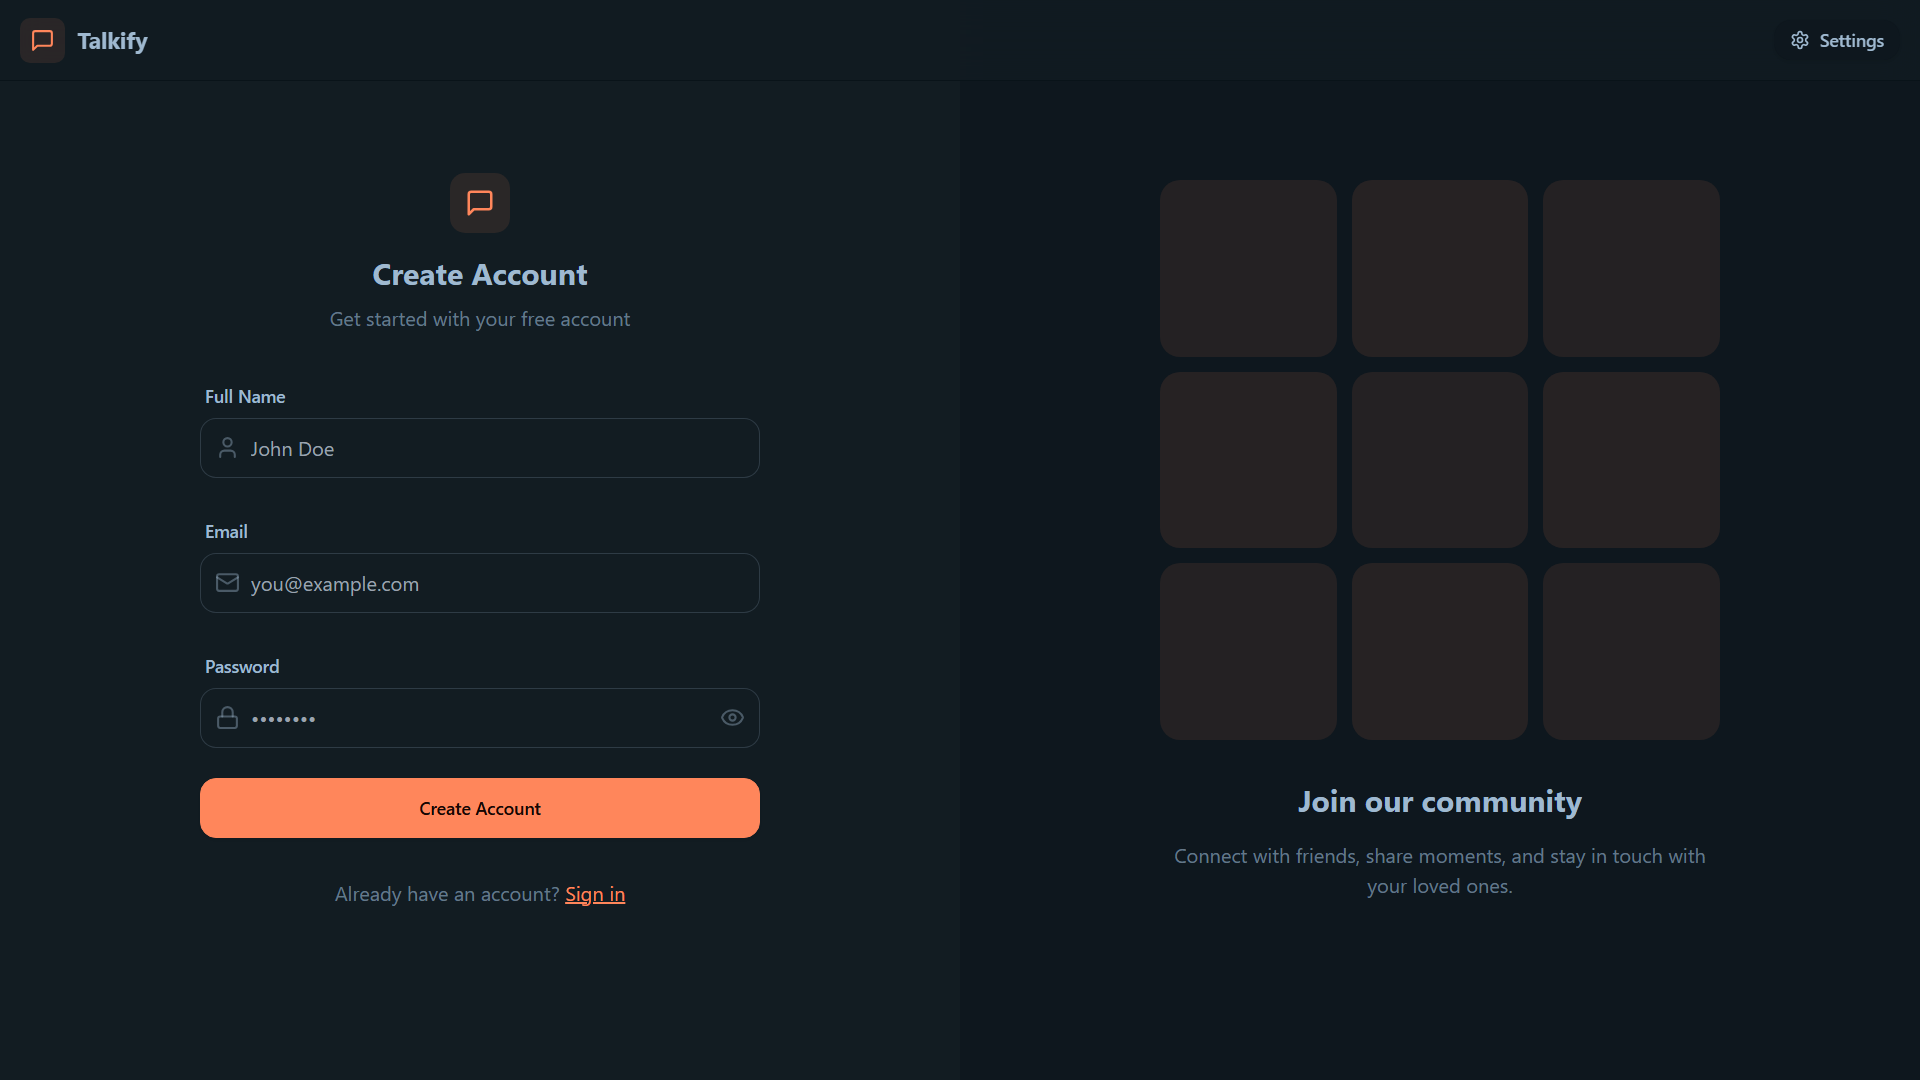 Talkify
Settings
Create Account
Get started with your free account
Full Name
John Doe
Email
you@example.com
Password
••••••••
Create Account
Already have an account? Sign in
Join our community
Connect with friends, share moments, and stay in touch with
your loved ones.